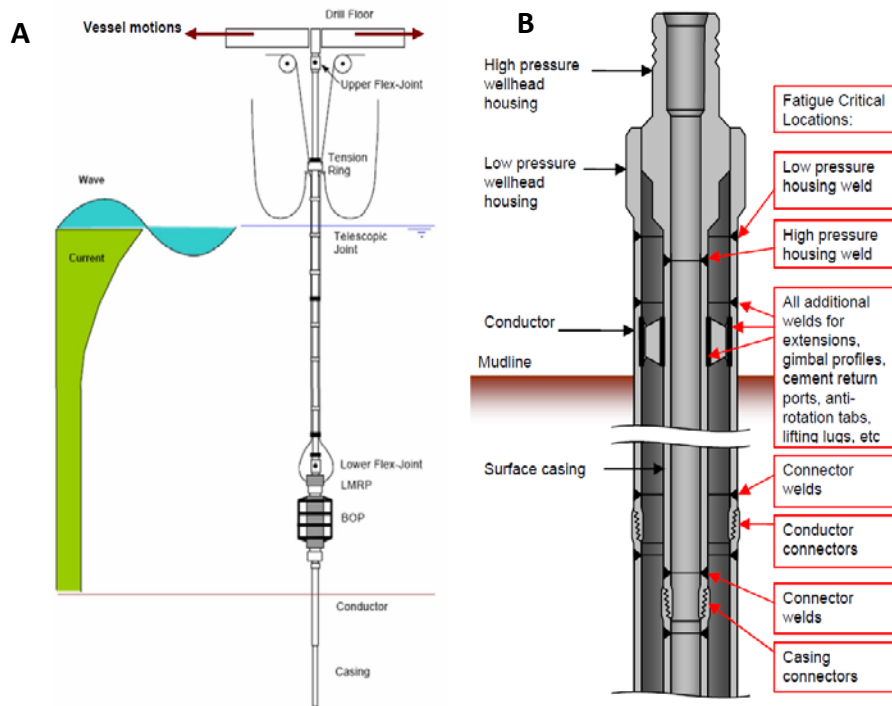 A
Drill Floor
Vessel motions
Upper Flex-Joint
Tension
Ring
Wave
Telescopic
Joint
Current
Lower Flex-Joint
LMRP
BOP
Conductor
Casing
B
High pressure
wellhead
housing
Low pressure
wellhead
housing
Conductor
Mudline
Surface casing
Fatigue Critical
Locations:
Low pressure
housing weld
High pressure
housing weld
All additional
welds for
extensions,
gimbal profiles,
cement return
ports, anti-
rotation tabs,
lifting lugs, etc
Connector
welds
Conductor
connectors
Connector
welds
Casing
connectors